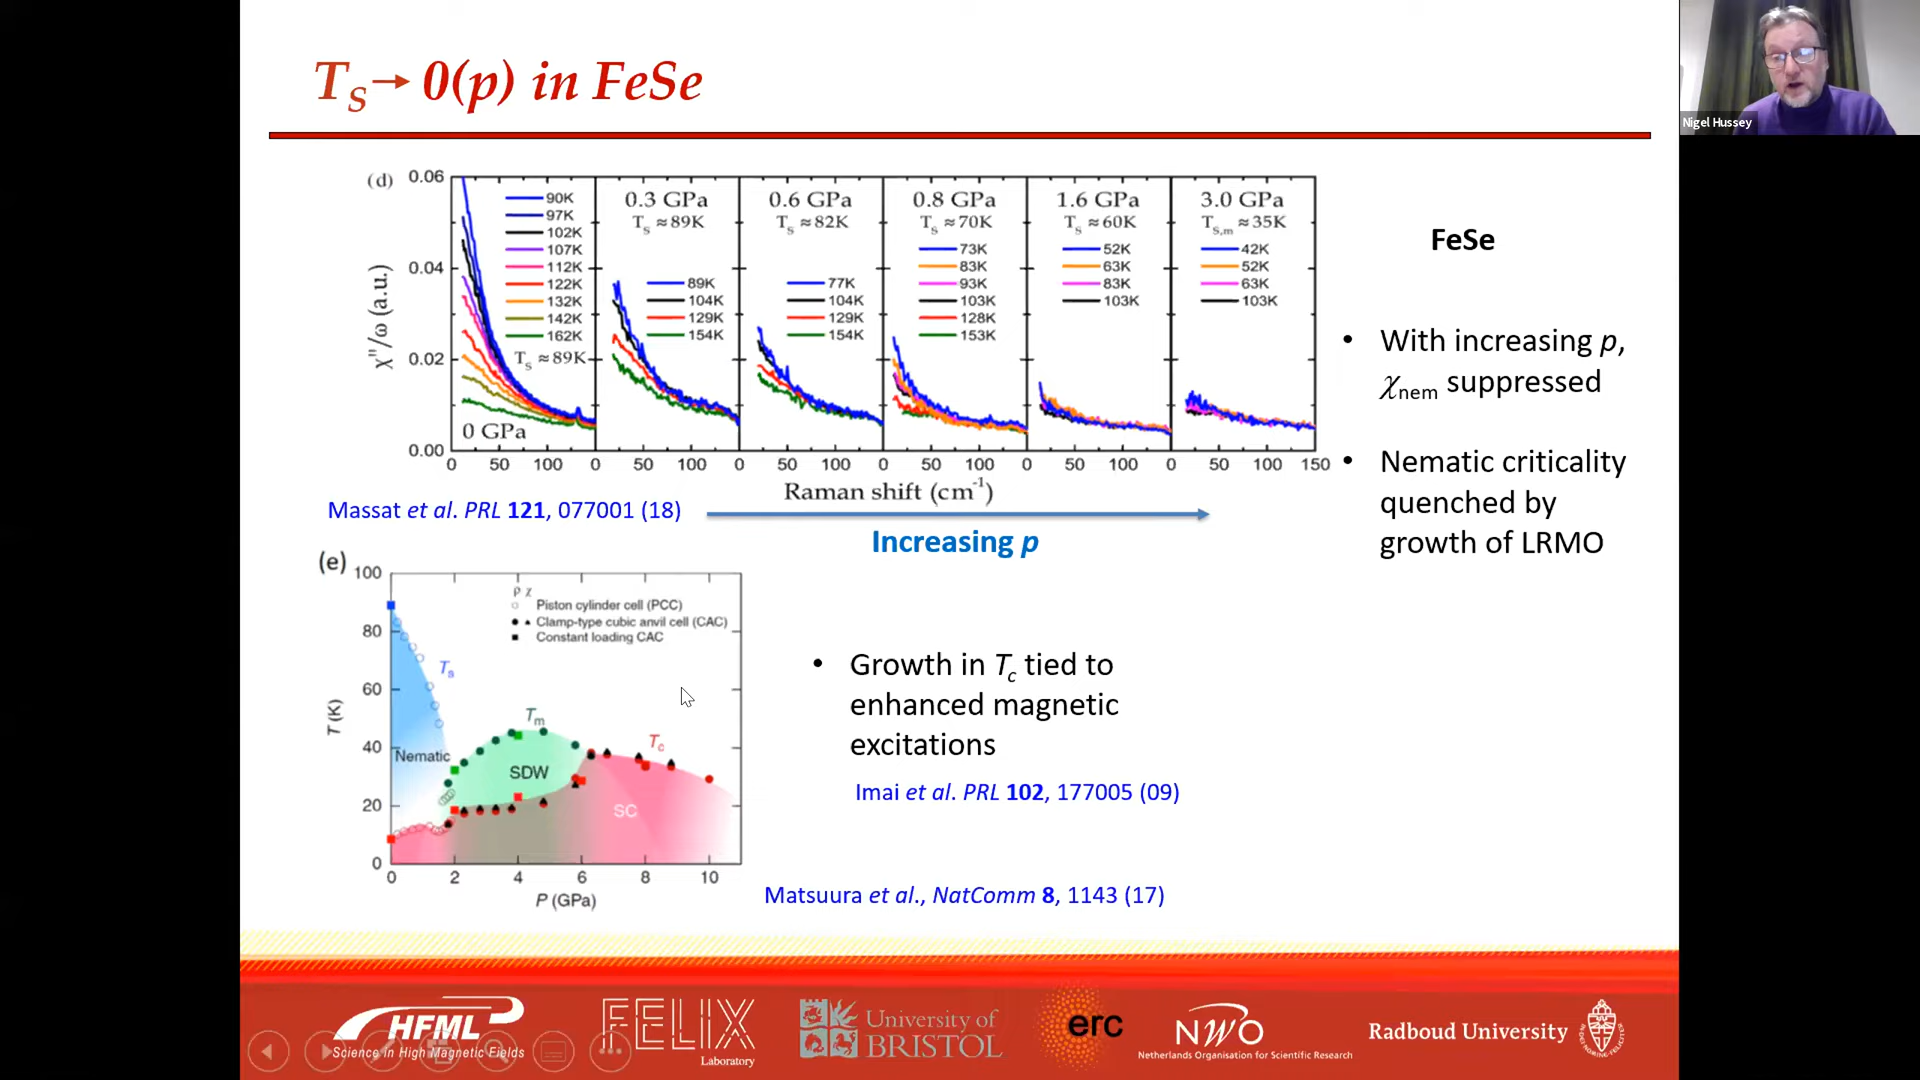 T_S→ 0(p) in FeSe
Nigel Hussey
(d)
χ''/ω (a.u.)
0.06
0.04
0.02
0.00
90K
97K
102K
107K
112K
122K
132K
142K
162K
T_s ≈89K
0 GPa
0.3 GPa
T_s ≈89K
89K
104K
129K
154K
0.6 GPa
T_s ≈82K
77K
104K
129K
154K
0.8 GPa
T_s ≈70K
73K
83K
93K
103K
128K
153K
1.6 GPa
T_s ≈60K
52K
63K
83K
103K
3.0 GPa
T_s,m ≈35K
42K
52K
63K
103K
0 50 100 0 50 100 0 50 100 0 50 100 0 50 100 0 50 100 150
Raman shift (cm⁻¹)
Massat et al. PRL 121, 077001 (18)
Increasing p
FeSe
• With increasing p,
χnem suppressed
• Nematic criticality
quenched by
growth of LRMO
(e)
T (K)
100
80
60
40
20
0
ρ χ
Piston cylinder cell (PCC)
Clamp-type cubic anvil cell (CAC)
Constant loading CAC
T_s
Nematic
T_m
SDW
T_c
SC
0 2 4 6 8 10
P (GPa)
• Growth in T_c tied to
enhanced magnetic
excitations
Imai et al. PRL 102, 177005 (09)
Matsuura et al., NatComm 8, 1143 (17)
HFML
Science in High Magnetic Fields
FELIX
Laboratory
University of
BRISTOL
erc
NWO
Netherlands Organisation for Scientific Research
Radboud University